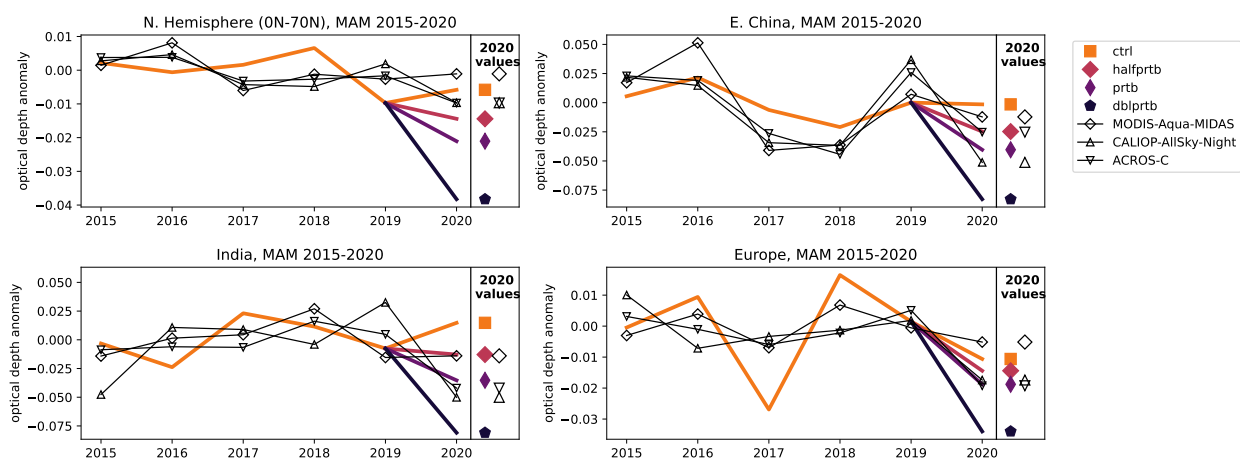 N. Hemisphere (0N-70N), MAM 2015-2020
optical depth anomaly
0.01
0.00
−0.01
−0.02
−0.03
−0.04
2015 2016 2017 2018 2019 2020
2020
values
E. China, MAM 2015-2020
optical depth anomaly
0.050
0.025
0.000
−0.025
−0.050
−0.075
2015 2016 2017 2018 2019 2020
2020
values
ctrl
halfprtb
prtb
dblprtb
MODIS-Aqua-MIDAS
CALIOP-AllSky-Night
ACROS-C
India, MAM 2015-2020
optical depth anomaly
0.050
0.025
0.000
−0.025
−0.050
−0.075
2015 2016 2017 2018 2019 2020
2020
values
Europe, MAM 2015-2020
optical depth anomaly
0.01
0.00
−0.01
−0.02
−0.03
2015 2016 2017 2018 2019 2020
2020
values